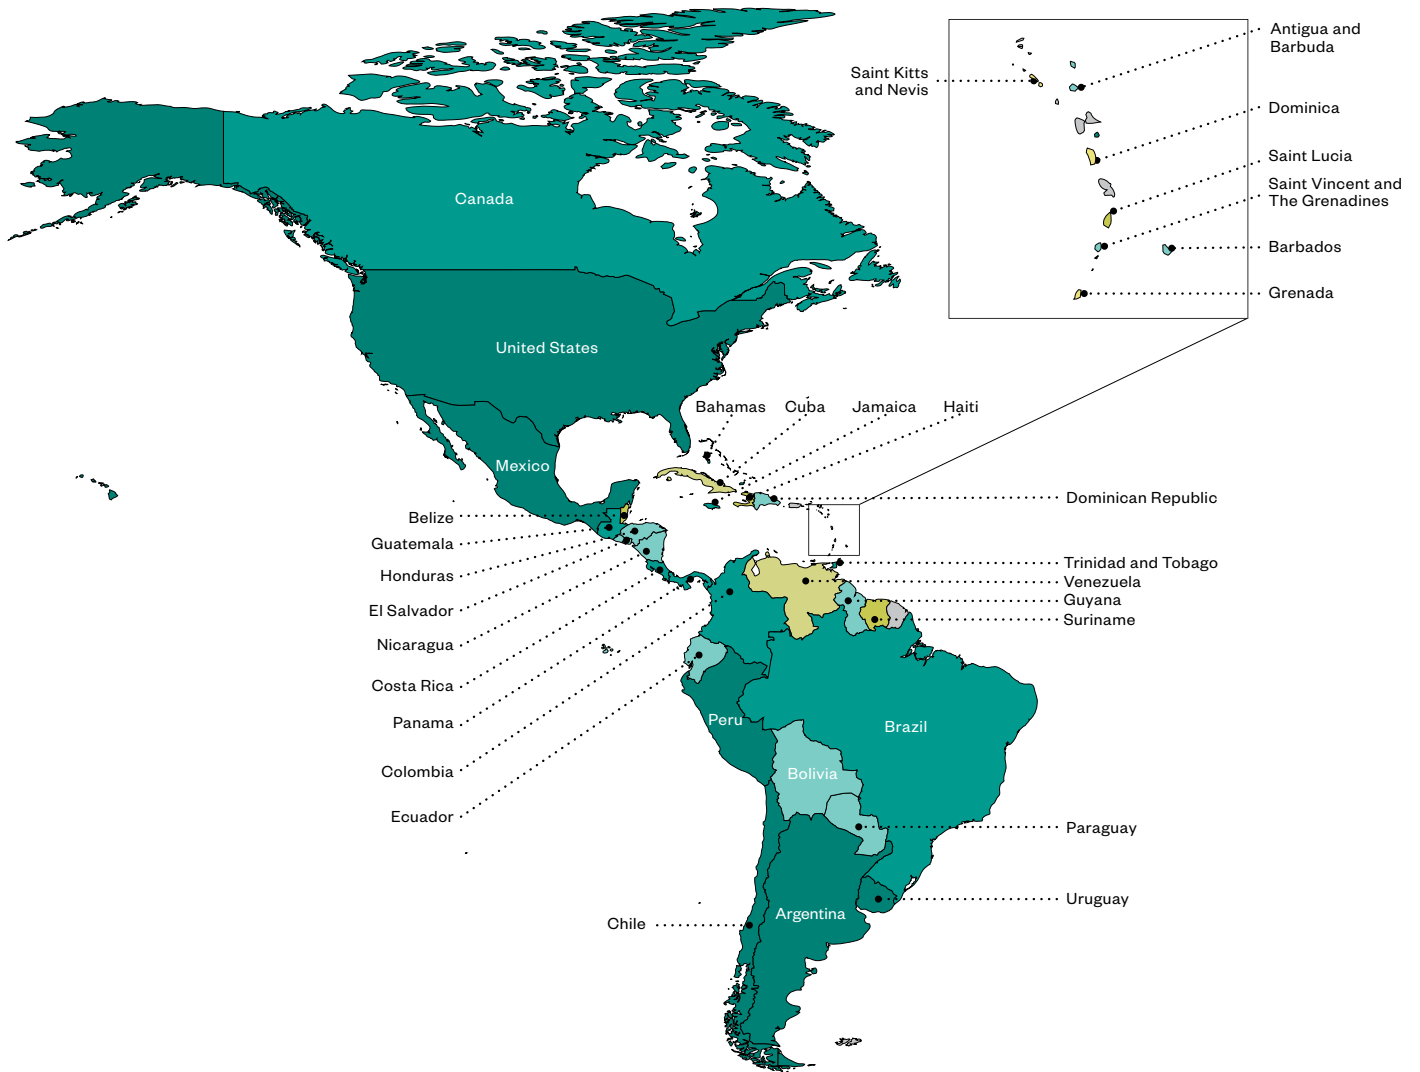 Antigua and
Barbuda
Saint Kitts
and Nevis
Dominica
Saint Lucia
Saint Vincent and
The Grenadines
Barbados
Grenada
Canada
United States
Bahamas
Cuba
Jamaica
Haiti
Mexico
Dominican Republic
Belize
Guatemala
Honduras
El Salvador
Nicaragua
Costa Rica
Panama
Colombia
Ecuador
Trinidad and Tobago
Venezuela
Guyana
Suriname
Peru
Brazil
Bolivia
Paraguay
Uruguay
Argentina
Chile